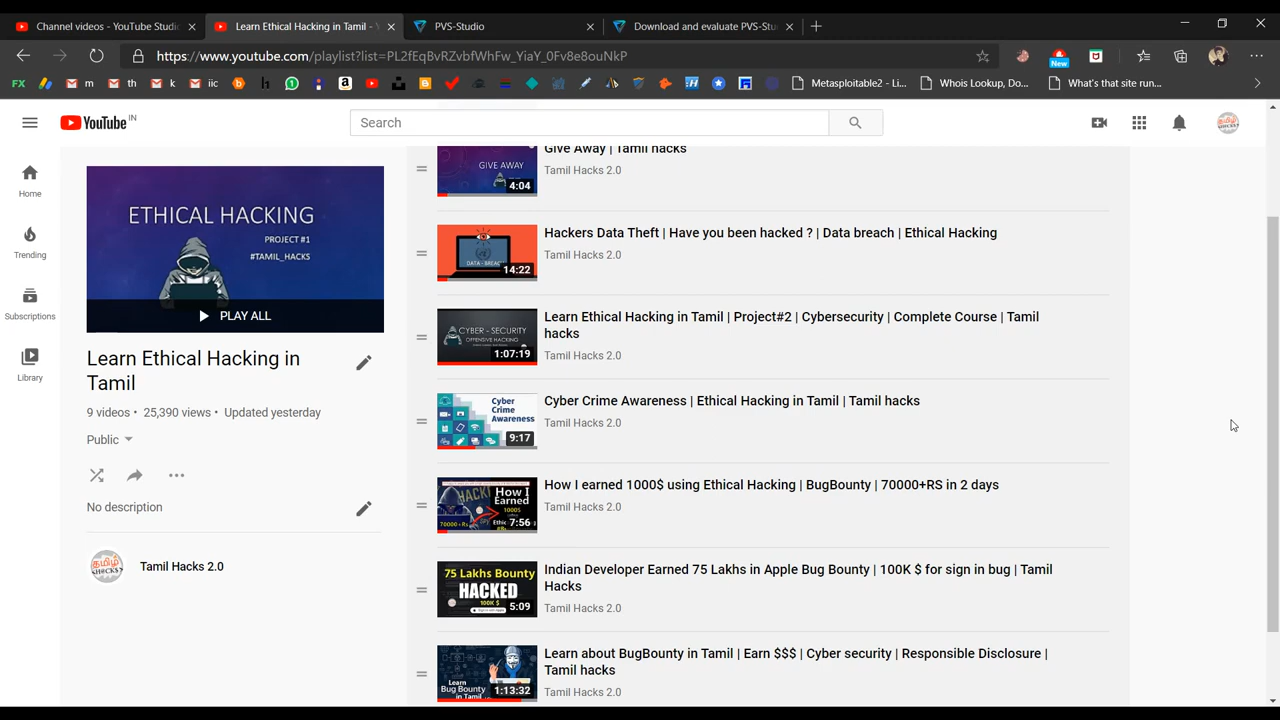 Channel videos - YouTube Studi
Learn Ethical Hacking in Tamil -
PVS-Studio
Download and evaluate PVS-Stu
https://www.youtube.com/playlist?list=PL2fEqBvRZvbfWhFw_YiaY_0Fv8e8ouNkP
New
FX
m
m
k
iic
Metasploitable2 - Li...
Whois Lookup, Do...
What's that site run...
YouTube IN
Search
Home
Trending
Subscriptions
Library
ETHICAL HACKING
PROJECT #1
#TAMIL_HACKS
PLAY ALL
Learn Ethical Hacking in
Tamil
9 videos • 25,390 views • Updated yesterday
Public
No description
தமிழ்
Tamil Hacks 2.0
GIVE AWAY
4:04
Give Away | Tamil hacks
Tamil Hacks 2.0
DATA - BREACH
14:22
Hackers Data Theft | Have you been hacked ? | Data breach | Ethical Hacking
Tamil Hacks 2.0
CYBER - SECURITY
OFFENSIVE HACKING
1:07:19
Learn Ethical Hacking in Tamil | Project#2 | Cybersecurity | Complete Course | Tamil
hacks
Tamil Hacks 2.0
Cyber
Crime
Awareness
9:17
Cyber Crime Awareness | Ethical Hacking in Tamil | Tamil hacks
Tamil Hacks 2.0
How I
Earned
1000$
70000+Rs
7:56
How I earned 1000$ using Ethical Hacking | BugBounty | 70000+RS in 2 days
Tamil Hacks 2.0
75 Lakhs Bounty
HACKED
100K $
5:09
Indian Developer Earned 75 Lakhs in Apple Bug Bounty | 100K $ for sign in bug | Tamil
Hacks
Tamil Hacks 2.0
Learn
Bug Bounty
in Tamil
1:13:32
Learn about BugBounty in Tamil | Earn $$$ | Cyber security | Responsible Disclosure |
Tamil hacks
Tamil Hacks 2.0